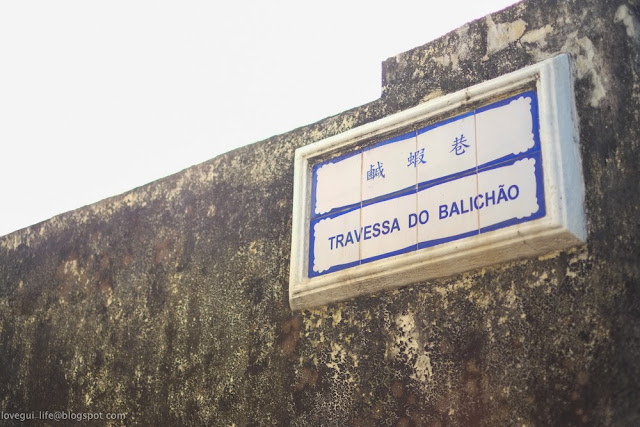 鹹蝦巷
TRAVESSA DO BALICHÃO
lovegui.life@blogspot.com